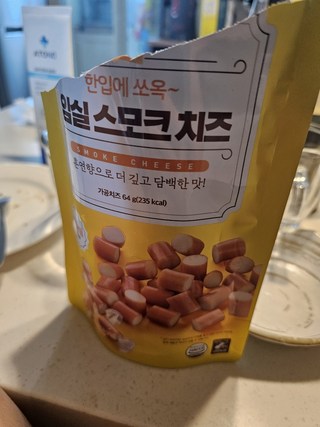 한입에 쏘옥~
임실 스모크 치즈
SMOKE CHEESE
훈연향으로 더 깊고 담백한 맛!
가공치즈 64 g(235 kcal)
ATOME